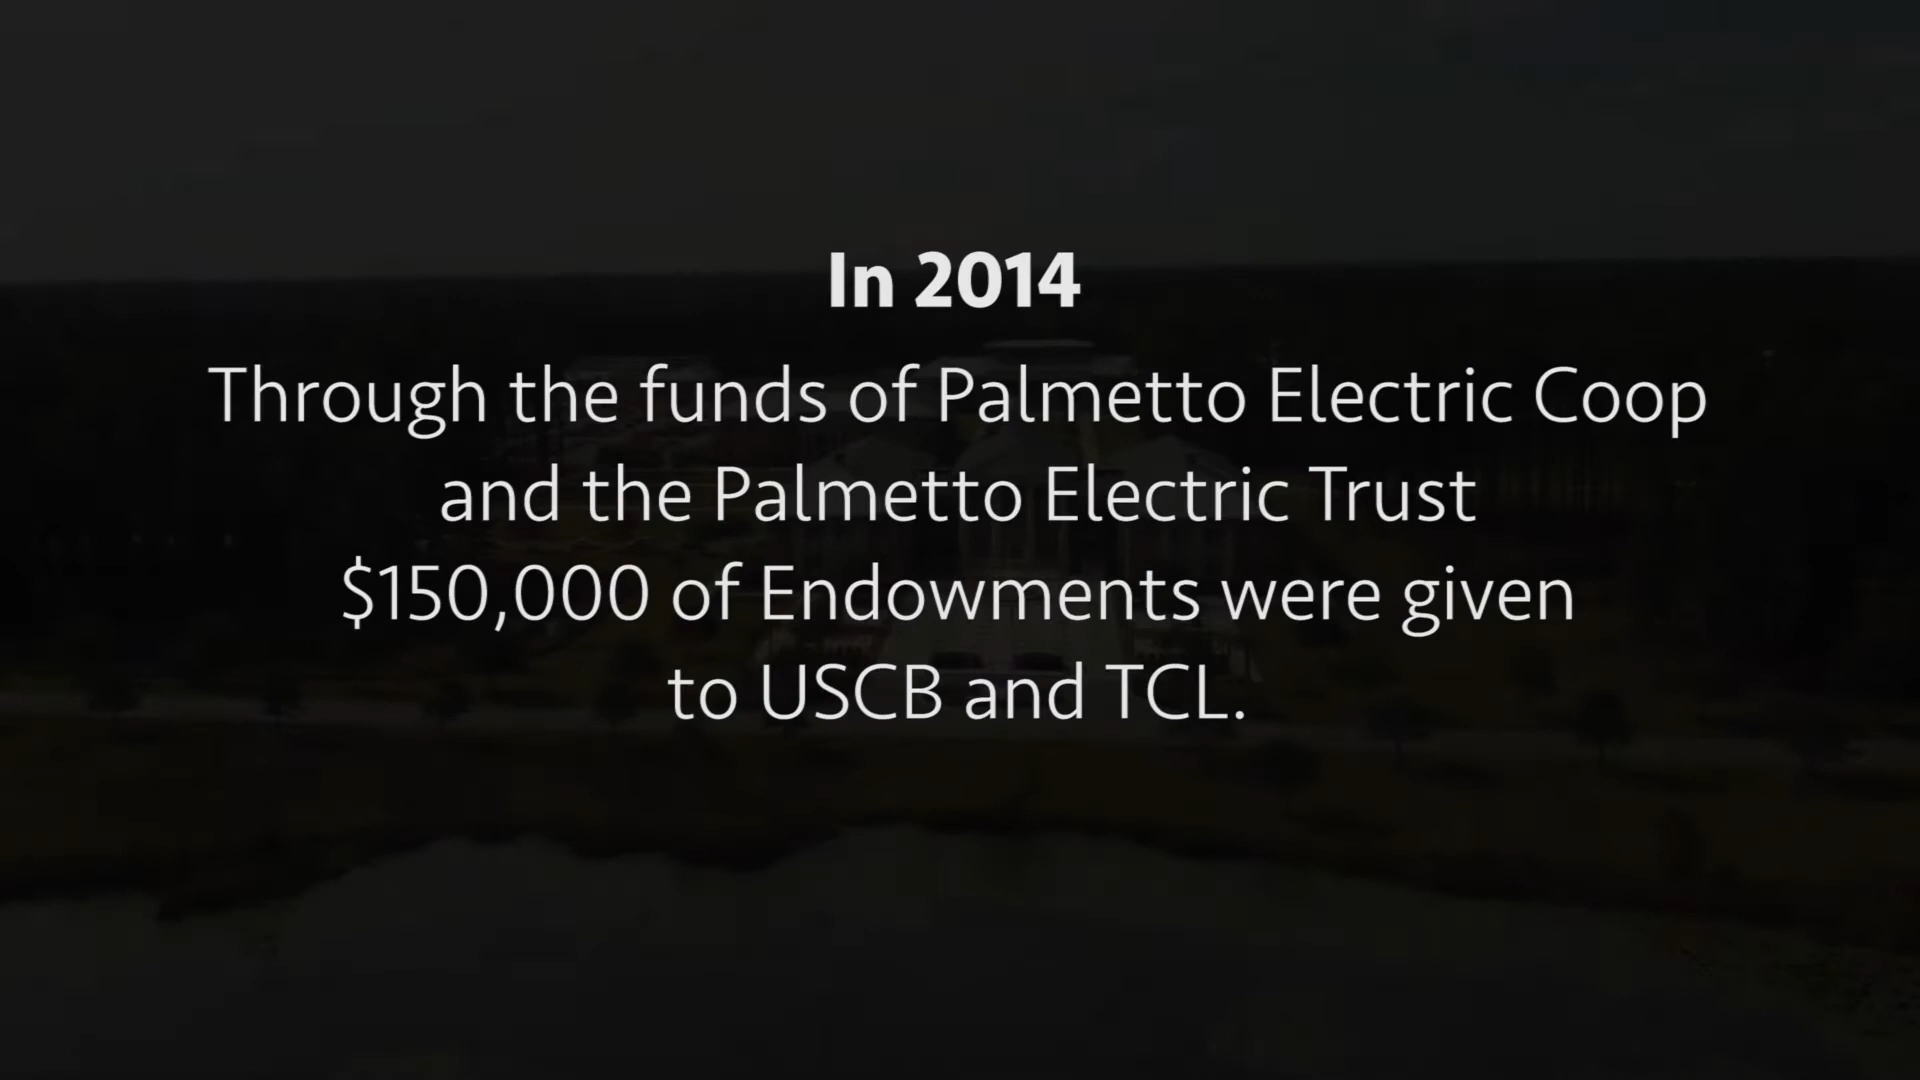 In 2014
Through the funds of Palmetto Electric Coop
and the Palmetto Electric Trust
$150,000 of Endowments were given
to USCB and TCL.